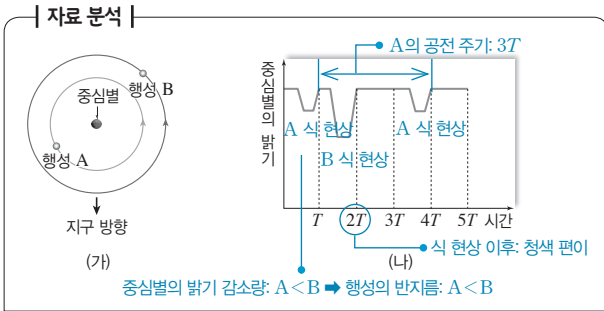 자료 분석
A의 공전 주기: 3T
중심별
행성 B
행성 A
지구 방향
(가)
중심별의 밝기
A 식 현상
A 식 현상
B 식 현상
T 2T 3T 4T 5T 시간
식 현상 이후: 청색 편이
(나)
중심별의 밝기 감소량: A<B ➡ 행성의 반지름: A<B